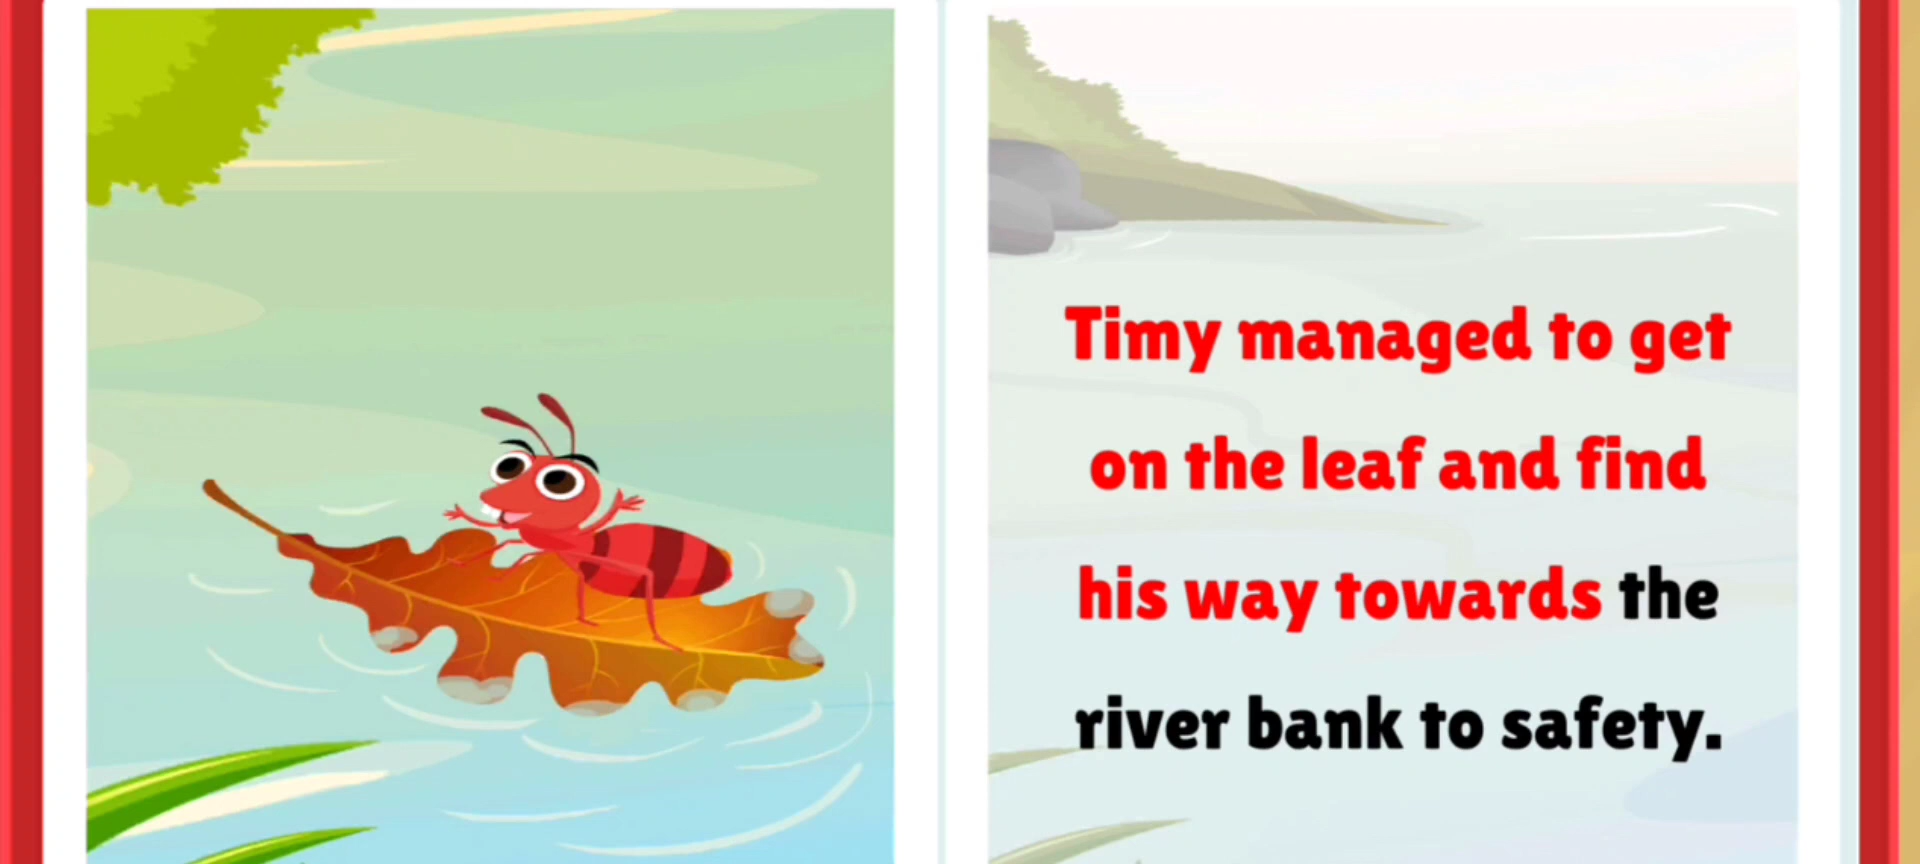 Timy managed to get
on the leaf and find
his way towards the
river bank to safety.